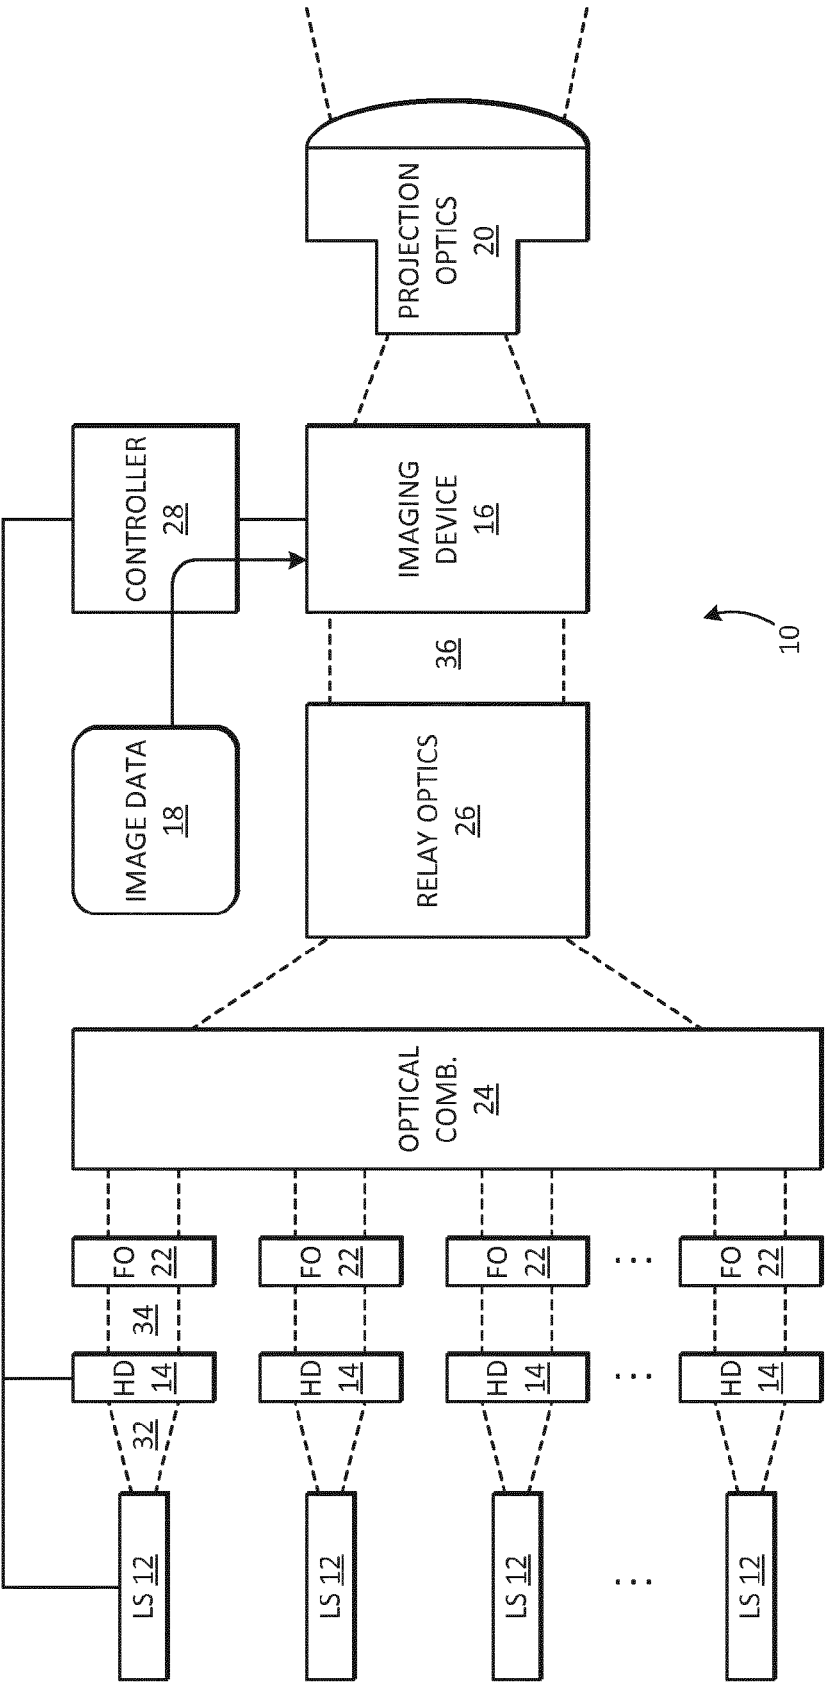 LS 12
LS 12
LS 12
...
LS 12
32
HD
14
HD
14
HD
14
...
HD
14
34
FO
22
FO
22
FO
22
...
FO
22
OPTICAL
COMB.
24
IMAGE DATA
18
RELAY OPTICS
26
36
CONTROLLER
28
IMAGING
DEVICE
16
PROJECTION
OPTICS
20
10